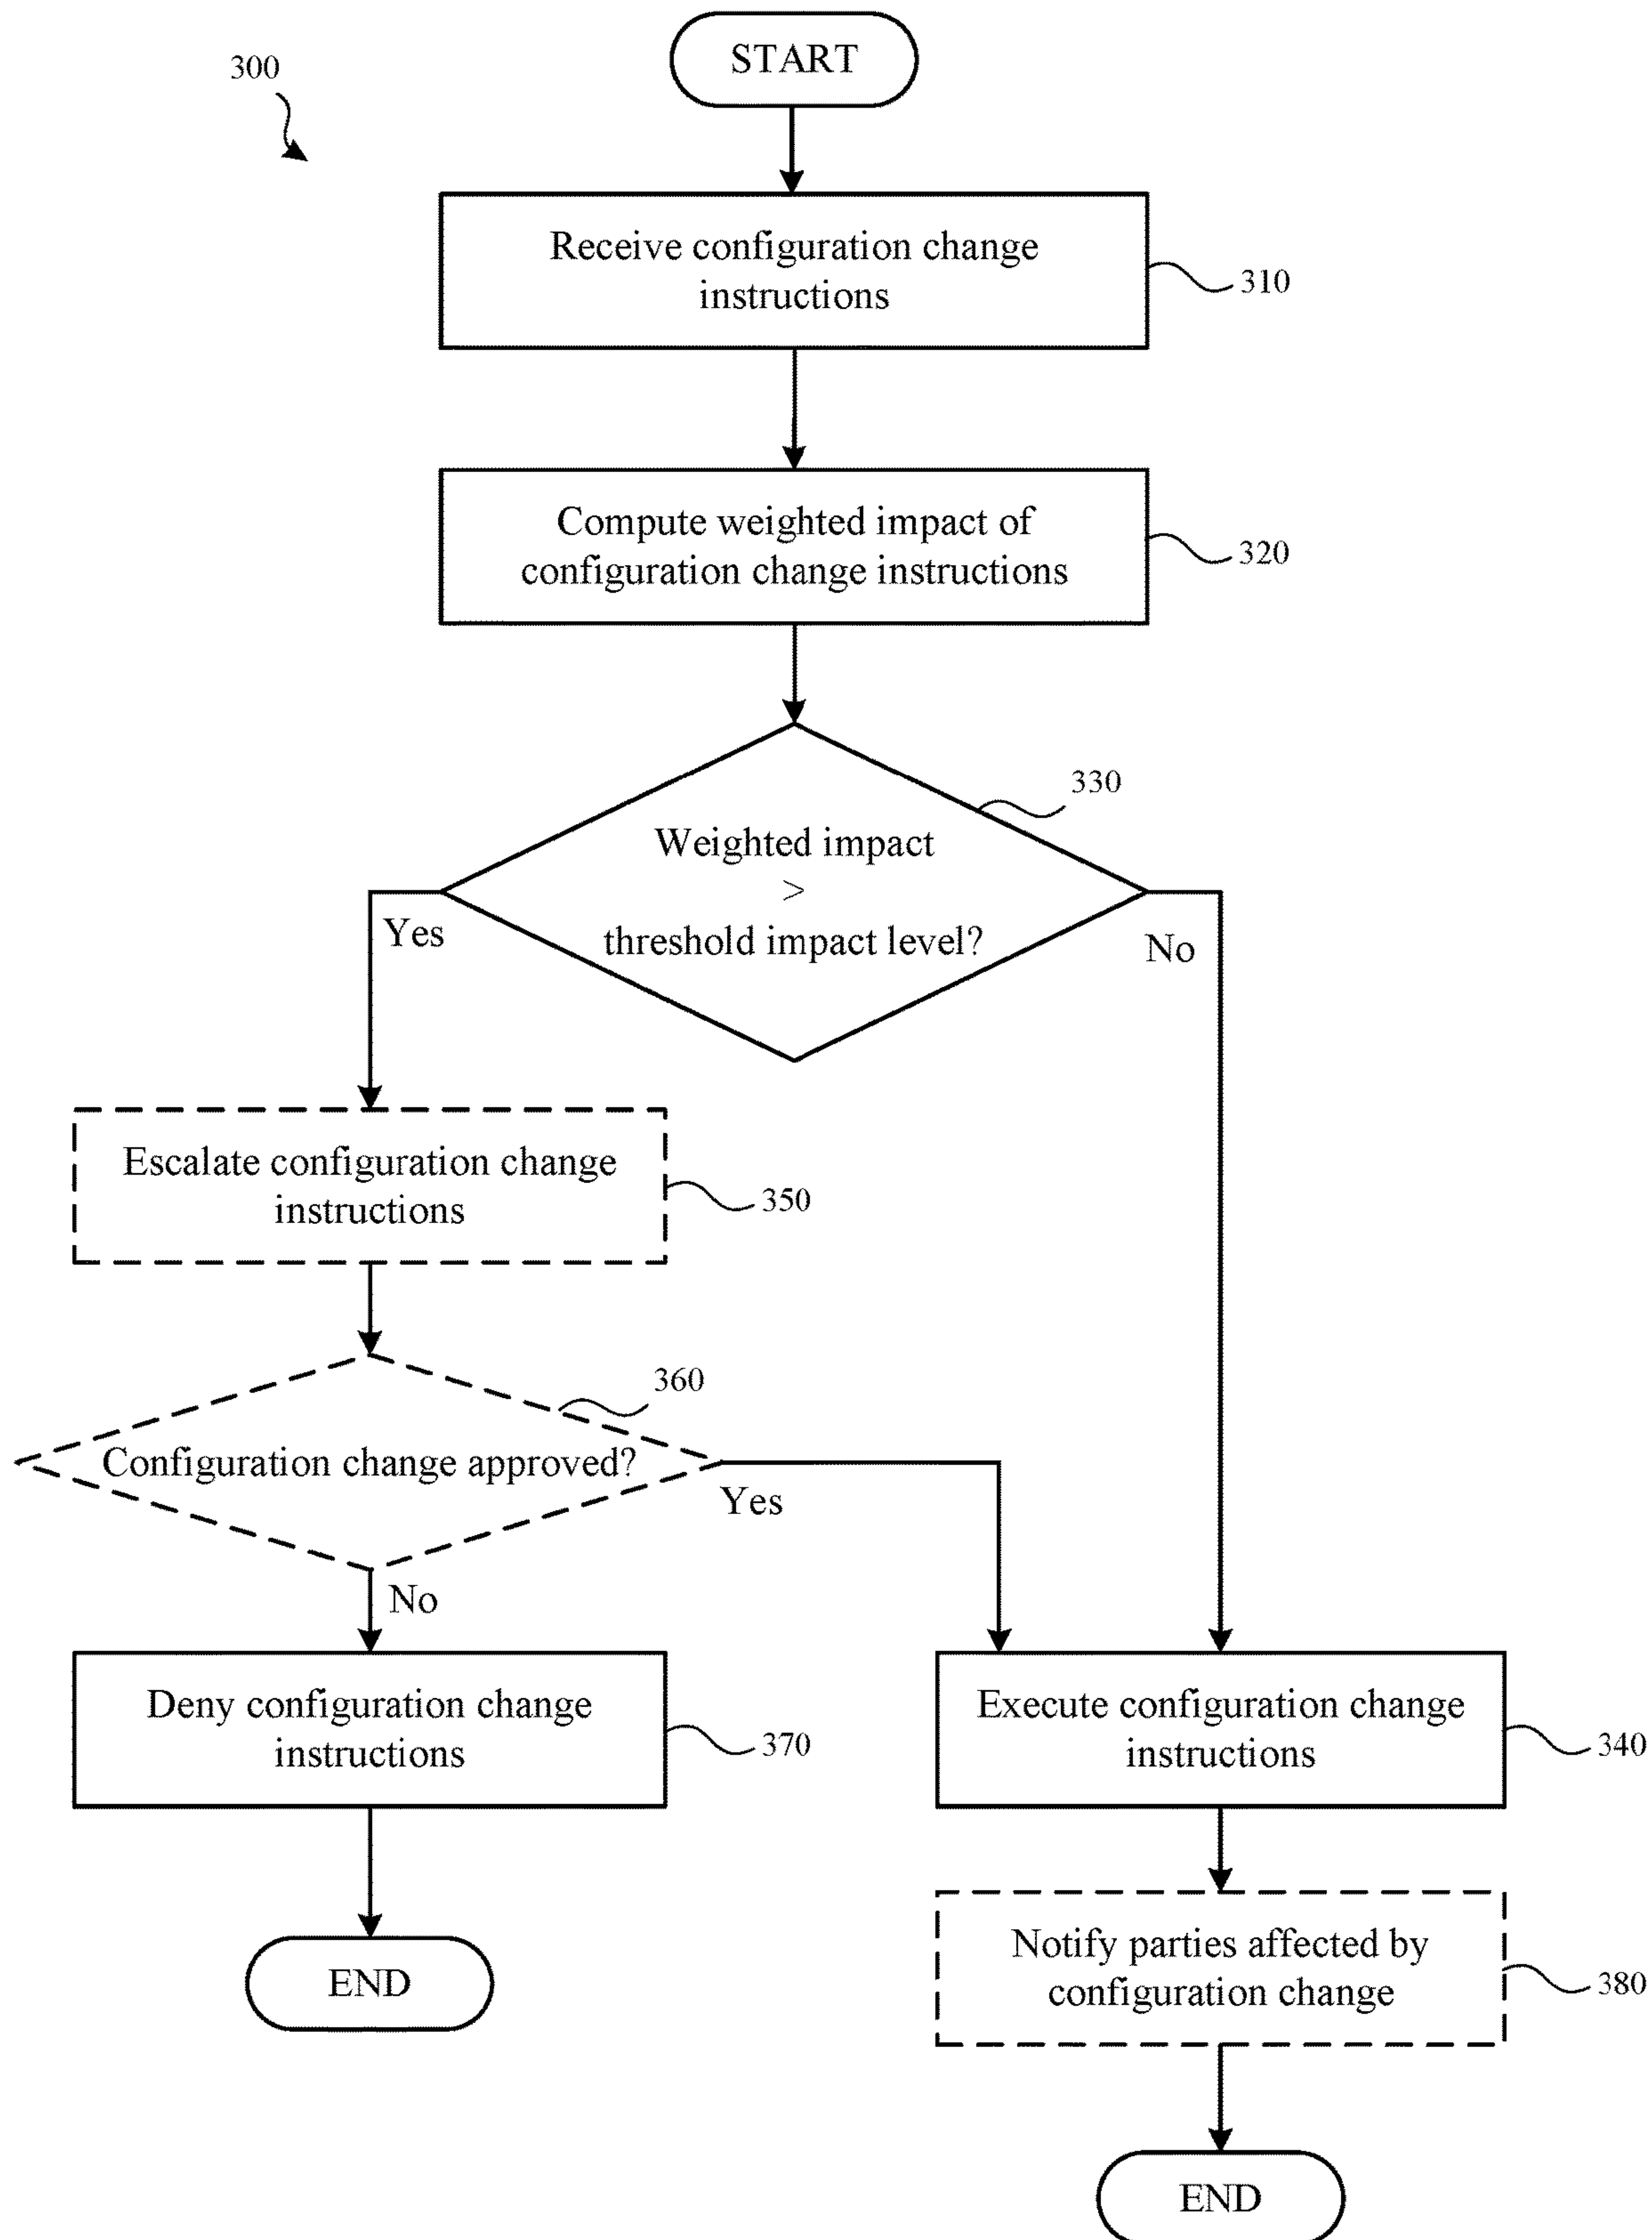 START
300
Receive configuration change
instructions
310
Compute weighted impact of
configuration change instructions
320
330
Weighted impact
>
threshold impact level?
Yes
No
Escalate configuration change
instructions
350
360
Configuration change approved?
Yes
No
Deny configuration change
instructions
370
Execute configuration change
instructions
340
Notify parties affected by
configuration change
380
END
END